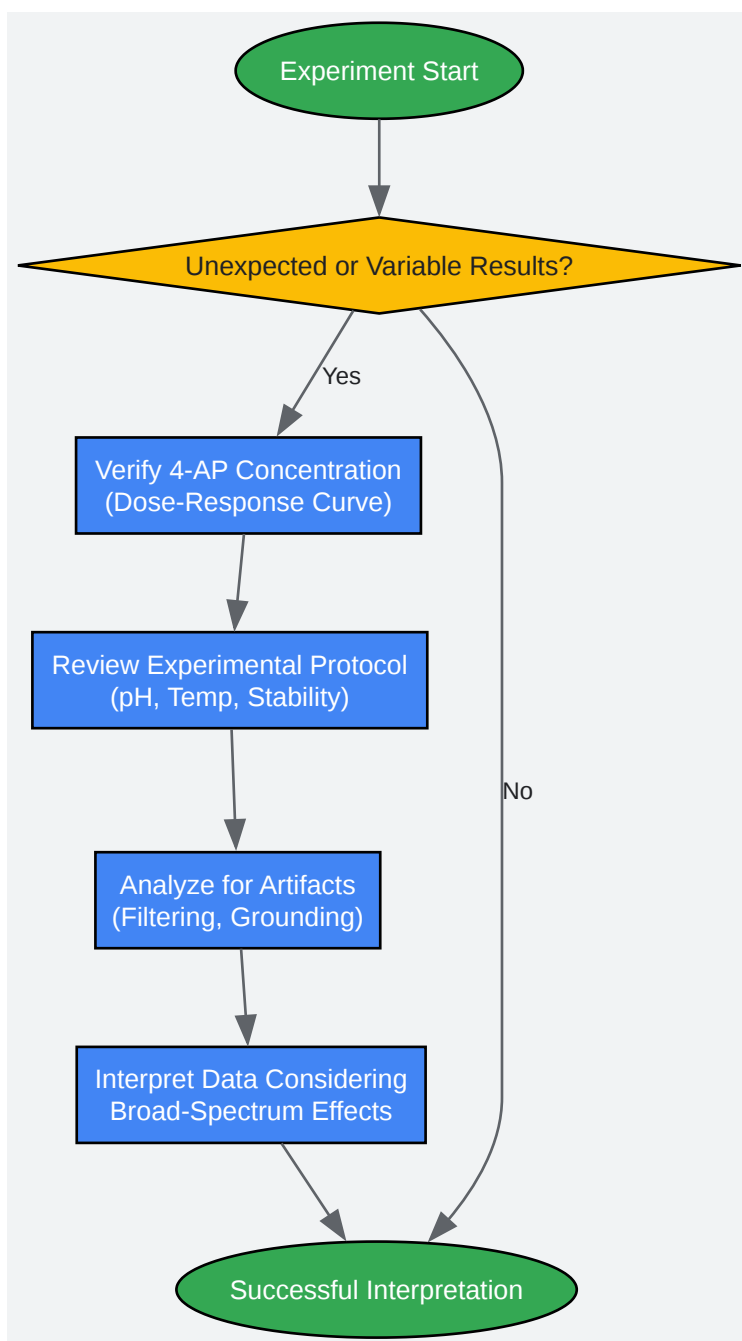 Experiment Start
Unexpected or Variable Results?
Yes
Verify 4-AP Concentration
(Dose-Response Curve)
Review Experimental Protocol
(pH, Temp, Stability)
No
Analyze for Artifacts
(Filtering, Grounding)
Interpret Data Considering
Broad-Spectrum Effects
Successful Interpretation